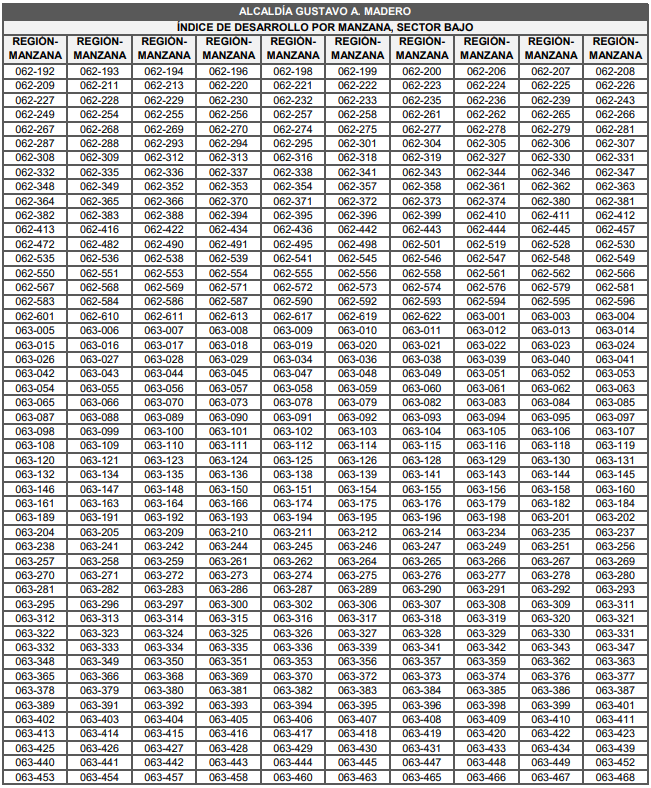 ALCALDÍA GUSTAVO A. MADERO
ÍNDICE DE DESARROLLO POR MANZANA, SECTOR BAJO
REGIÓN-MANZANA REGIÓN-MANZANA REGIÓN-MANZANA REGIÓN-MANZANA REGIÓN-MANZANA REGIÓN-MANZANA REGIÓN-MANZANA REGIÓN-MANZANA REGIÓN-MANZANA REGIÓN-MANZANA
062-192 062-193 062-194 062-196 062-198 062-199 062-200 062-206 062-207 062-208
062-209 062-211 062-213 062-220 062-221 062-222 062-223 062-224 062-225 062-226
062-227 062-228 062-229 062-230 062-232 062-233 062-235 062-236 062-239 062-243
062-249 062-254 062-255 062-256 062-257 062-258 062-261 062-262 062-265 062-266
062-267 062-268 062-269 062-270 062-274 062-275 062-277 062-278 062-279 062-281
062-287 062-288 062-293 062-294 062-295 062-301 062-304 062-305 062-306 062-307
062-308 062-309 062-312 062-313 062-316 062-318 062-319 062-327 062-330 062-331
062-332 062-335 062-336 062-337 062-338 062-341 062-343 062-344 062-346 062-347
062-348 062-349 062-352 062-353 062-354 062-357 062-358 062-361 062-362 062-363
062-364 062-365 062-366 062-370 062-371 062-372 062-373 062-374 062-380 062-381
062-382 062-383 062-388 062-394 062-395 062-396 062-399 062-410 062-411 062-412
062-413 062-416 062-422 062-434 062-436 062-442 062-443 062-444 062-445 062-457
062-472 062-482 062-490 062-491 062-495 062-498 062-501 062-519 062-528 062-530
062-535 062-536 062-538 062-539 062-541 062-545 062-546 062-547 062-548 062-549
062-550 062-551 062-553 062-554 062-555 062-556 062-558 062-561 062-562 062-566
062-567 062-568 062-569 062-571 062-572 062-573 062-574 062-576 062-579 062-581
062-583 062-584 062-586 062-587 062-590 062-592 062-593 062-594 062-595 062-596
062-601 062-610 062-611 062-613 062-617 062-619 062-622 063-001 063-003 063-004
063-005 063-006 063-007 063-008 063-009 063-010 063-011 063-012 063-013 063-014
063-015 063-016 063-017 063-018 063-019 063-020 063-021 063-022 063-023 063-024
063-026 063-027 063-028 063-029 063-034 063-036 063-038 063-039 063-040 063-041
063-042 063-043 063-044 063-045 063-047 063-048 063-049 063-051 063-052 063-053
063-054 063-055 063-056 063-057 063-058 063-059 063-060 063-061 063-062 063-063
063-065 063-066 063-070 063-073 063-078 063-079 063-082 063-083 063-084 063-085
063-087 063-088 063-089 063-090 063-091 063-092 063-093 063-094 063-095 063-097
063-098 063-099 063-100 063-101 063-102 063-103 063-104 063-105 063-106 063-107
063-108 063-109 063-110 063-111 063-112 063-114 063-115 063-116 063-118 063-119
063-120 063-121 063-123 063-124 063-125 063-126 063-128 063-129 063-130 063-131
063-132 063-134 063-135 063-136 063-138 063-139 063-141 063-143 063-144 063-145
063-146 063-147 063-148 063-150 063-151 063-154 063-155 063-156 063-158 063-160
063-161 063-163 063-164 063-166 063-174 063-175 063-176 063-179 063-182 063-184
063-189 063-191 063-192 063-193 063-194 063-195 063-196 063-198 063-201 063-202
063-204 063-205 063-209 063-210 063-211 063-212 063-214 063-234 063-235 063-237
063-238 063-241 063-242 063-244 063-245 063-246 063-247 063-249 063-251 063-256
063-257 063-258 063-259 063-261 063-262 063-264 063-265 063-266 063-267 063-269
063-270 063-271 063-272 063-273 063-274 063-275 063-276 063-277 063-278 063-280
063-281 063-282 063-283 063-286 063-287 063-289 063-290 063-291 063-292 063-293
063-295 063-296 063-297 063-300 063-302 063-306 063-307 063-308 063-309 063-311
063-312 063-313 063-314 063-315 063-316 063-317 063-318 063-319 063-320 063-321
063-322 063-323 063-324 063-325 063-326 063-327 063-328 063-329 063-330 063-331
063-332 063-333 063-334 063-335 063-336 063-339 063-341 063-342 063-343 063-347
063-348 063-349 063-350 063-351 063-353 063-356 063-357 063-359 063-362 063-363
063-365 063-366 063-368 063-369 063-370 063-372 063-373 063-374 063-376 063-377
063-378 063-379 063-380 063-381 063-382 063-383 063-384 063-385 063-386 063-387
063-389 063-391 063-392 063-393 063-394 063-395 063-396 063-398 063-399 063-401
063-402 063-403 063-404 063-405 063-406 063-407 063-408 063-409 063-410 063-411
063-413 063-414 063-415 063-416 063-417 063-418 063-419 063-420 063-422 063-423
063-425 063-426 063-427 063-428 063-429 063-430 063-431 063-433 063-434 063-439
063-440 063-441 063-442 063-443 063-444 063-445 063-447 063-448 063-449 063-452
063-453 063-454 063-457 063-458 063-460 063-463 063-465 063-466 063-467 063-468